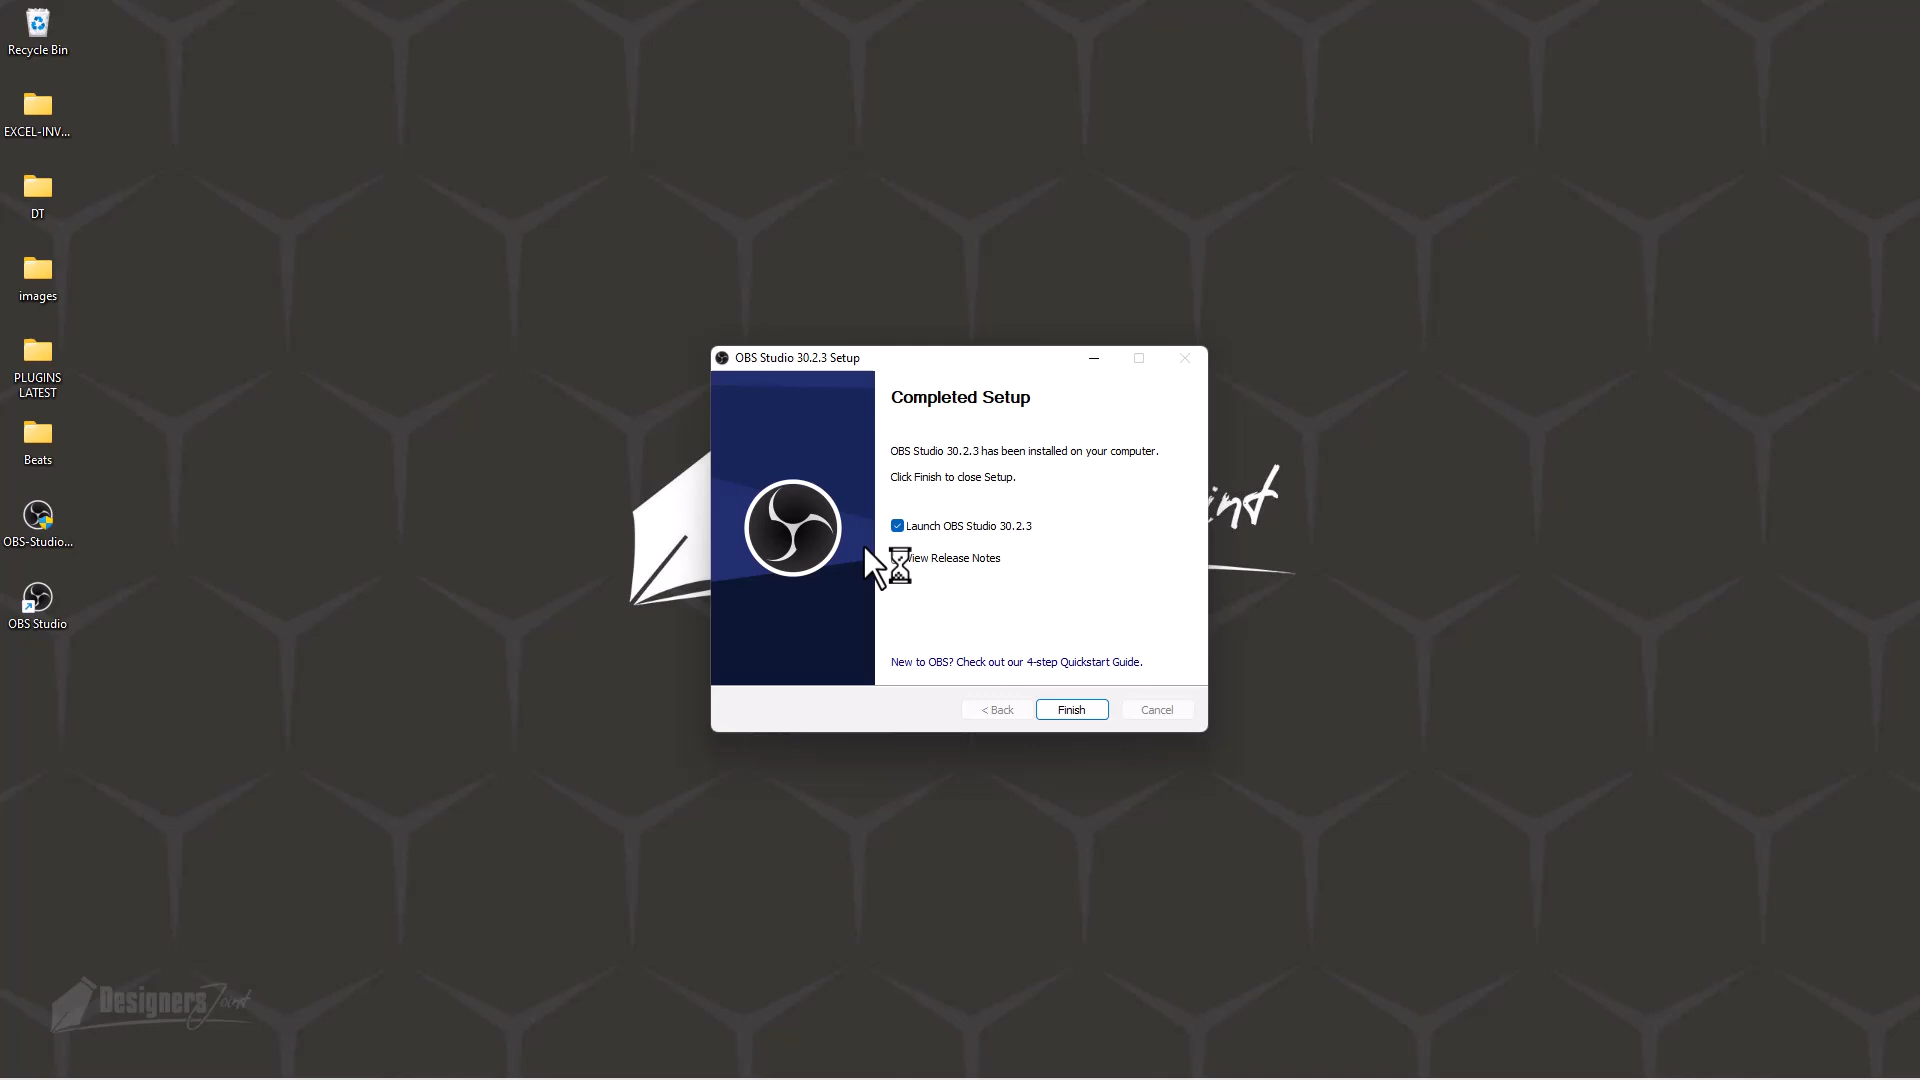 Recycle Bin
EXCEL-INV...
DT
images
PLUGINS
LATEST
Beats
OBS-Studio...
OBS Studio
OBS Studio 30.2.3 Setup
Completed Setup
OBS Studio 30.2.3 has been installed on your computer.
Click Finish to close Setup.
Launch OBS Studio 30.2.3
View Release Notes
New to OBS? Check out our 4-step Quickstart Guide.
< Back
Finish
Cancel
Designers Joint